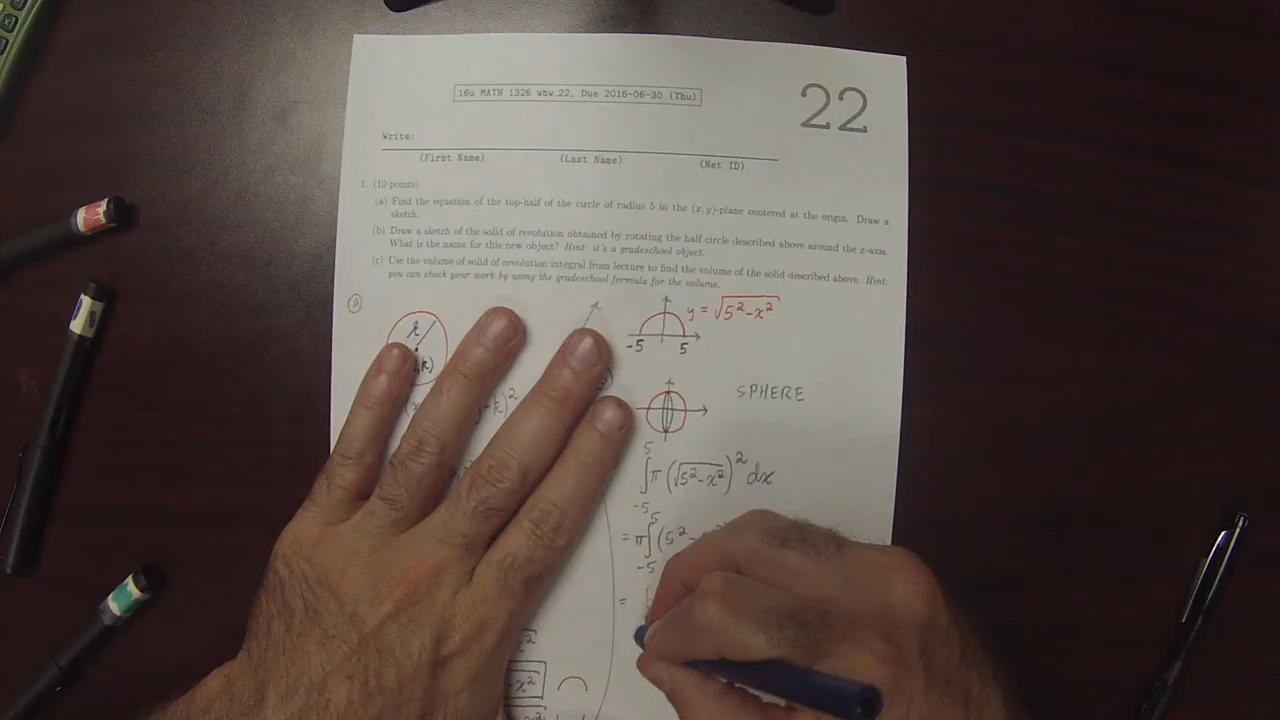 16u MATH 1326 whw_22, Due 2016-06-30 (Thu)
22
Write:
(First Name) (Last Name) (Net ID)
1. (10 points)
(a) Find the equation of the top-half of the circle of radius 5 in the (x, y)-plane centered at the origin. Draw a
sketch.
(b) Draw a sketch of the solid of revolution obtained by rotating the half circle described above around the x-axis.
What is the name for this new object? Hint: it's a gradeschool object.
(c) Use the volume of solid of revolution integral from lecture to find the volume of the solid described above. Hint:
you can check your work by using the gradeschool formula for the volume.
y = √(5²-x²)
-5 5
SPHERE
∫₋₅⁵ π (√(5²-x²))² dx
= π ∫₋₅⁵ (5² -
=